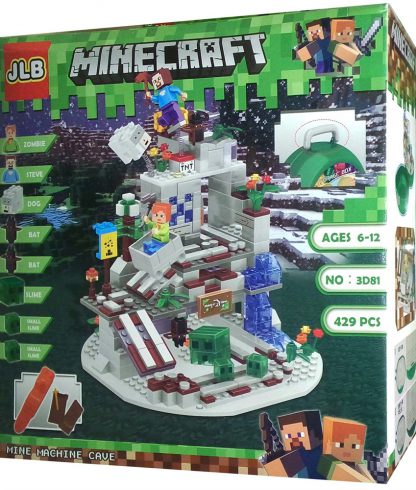 JLB
MINECRAFT
ZOMBIE
STEVE
DOG
BAT
BAT
SLIME
SMALL
SLIME
SMALL
SLIME
TNT
BOX
AGES 6-12
NO : 3D81
429 PCS
MINE MACHINE CAVE